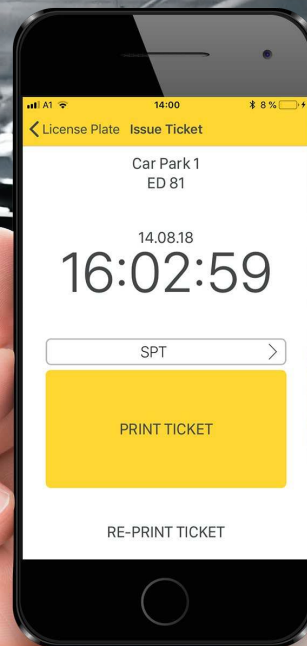 A1 14:00 8 %
License Plate Issue Ticket
Car Park 1
ED 81
14.08.18
16:02:59
SPT
PRINT TICKET
RE-PRINT TICKET